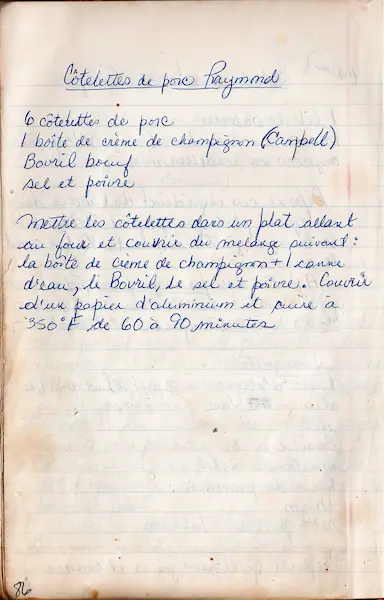 Côtelettes de porc Raymond
6 côtelettes de porc
1 boîte de crème de champignon (Campbell)
Bovril boeuf
sel et poivre
Mettre les côtelettes dans un plat allant
au four et couvrir du melange suivant :
la boîte de crème de champignon + 1 canne
d'eau, le Bovril, le sel et poivre. Couvrir
d'un papier d'aluminium et cuire à
350°F de 60 à 90 minutes
86